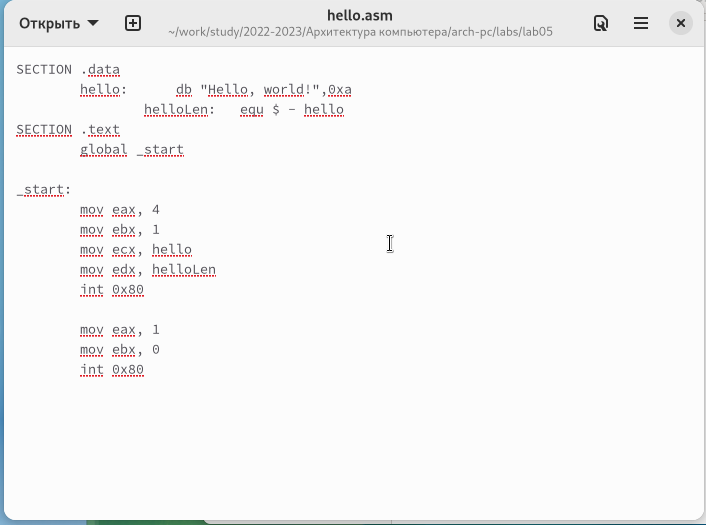 Открыть
hello.asm
~/work/study/2022-2023/Архитектура компьютера/arch-pc/labs/lab05
SECTION .data
hello: db "Hello, world!",0xa
helloLen: equ $ - hello
SECTION .text
global _start
_start:
mov eax, 4
mov ebx, 1
mov ecx, hello
mov edx, helloLen
int 0x80
mov eax, 1
mov ebx, 0
int 0x80